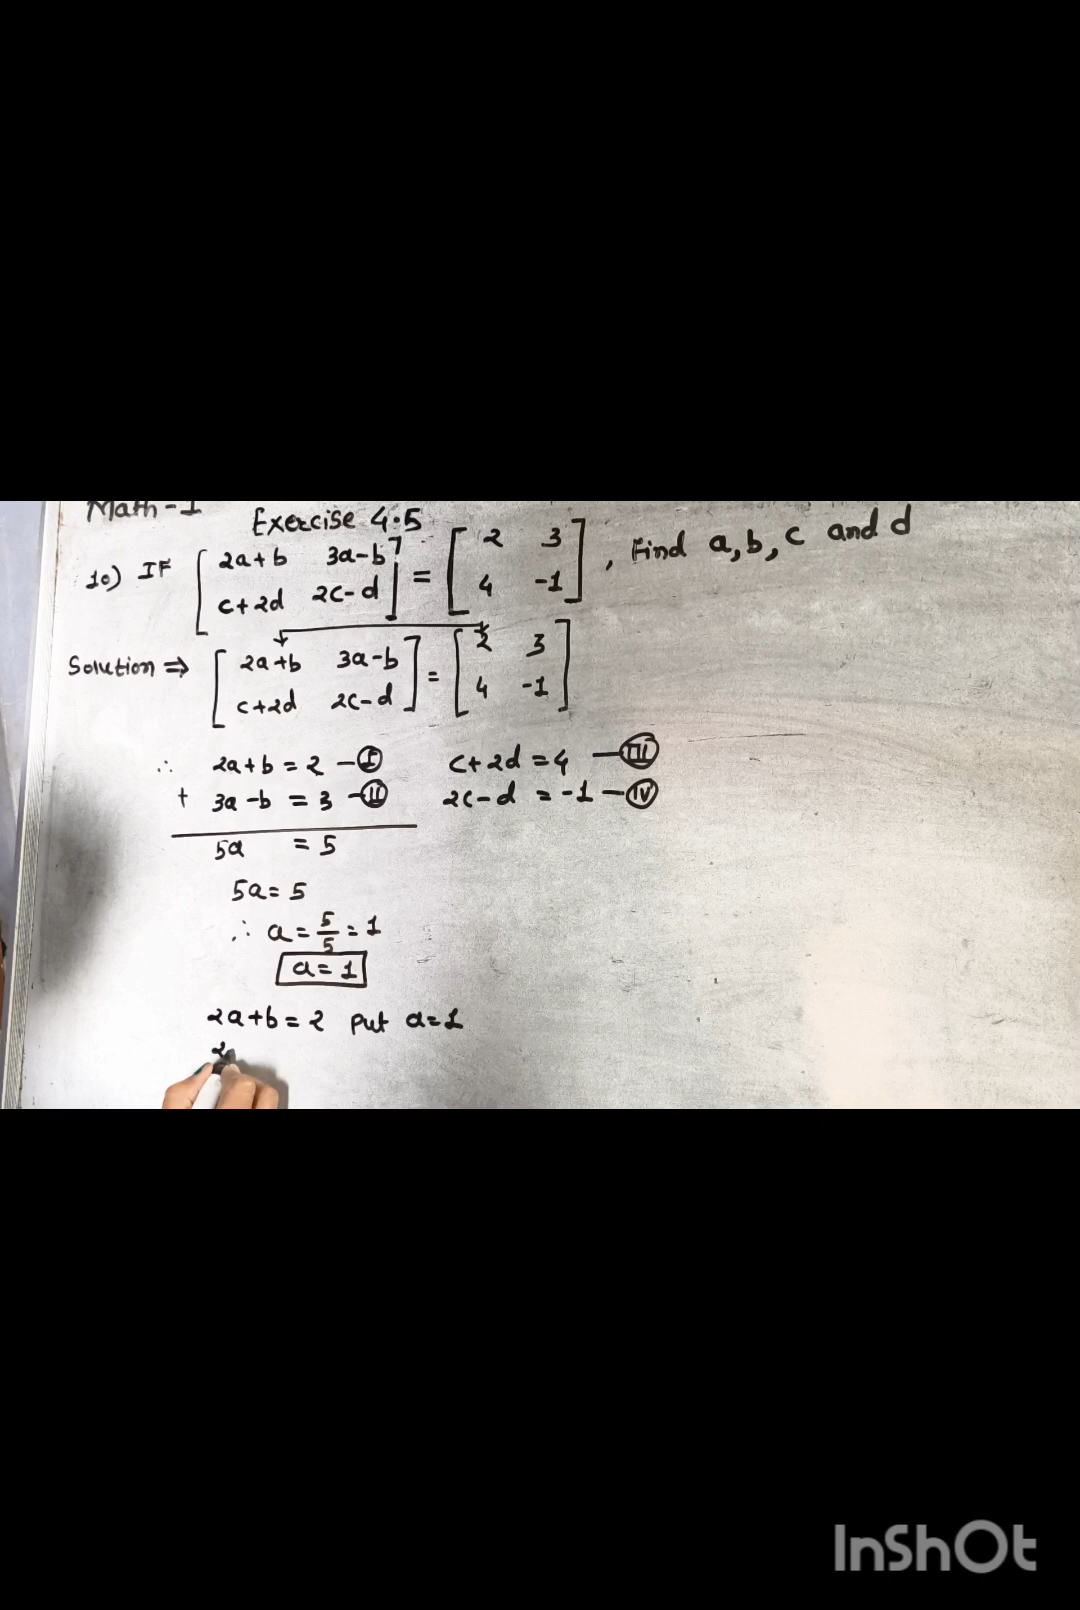 Math-1
Exercise 4.5
10) IF [2a+b 3a-b] = [2 3], Find a, b, c and d
[c+2d 2c-d] [4 -1]
Solution ⇒ [2a+b 3a-b] = [2 3]
[c+2d 2c-d] [4 -1]
∴ 2a+b = 2 —Ⓘ c+2d = 4 —Ⅲ
+ 3a-b = 3 —Ⅱ 2c-d = -1 —Ⅳ
5a = 5
5a = 5
∴ a = 5/5 = 1
a = 1
2a+b = 2 put a=1
2
InShOt